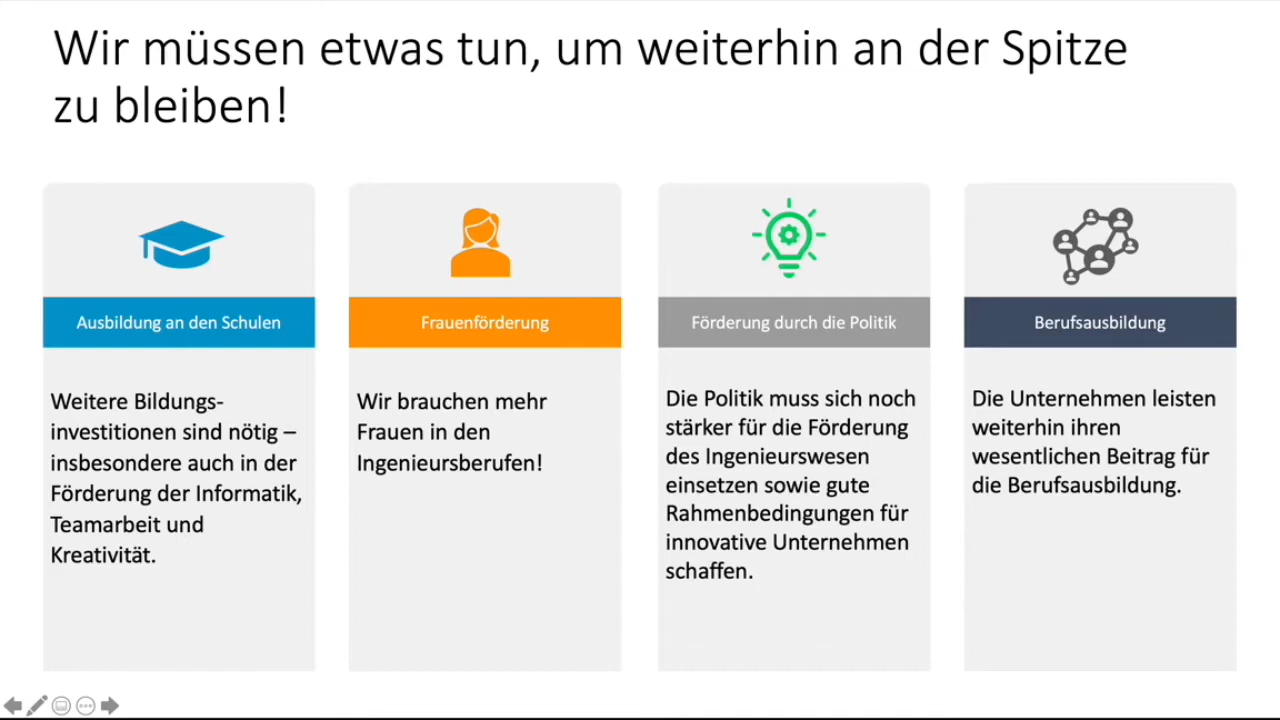 Wir müssen etwas tun, um weiterhin an der Spitze
zu bleiben!
Ausbildung an den Schulen
Weitere Bildungs-
investitionen sind nötig –
insbesondere auch in der
Förderung der Informatik,
Teamarbeit und
Kreativität.
Frauenförderung
Wir brauchen mehr
Frauen in den
Ingenieursberufen!
Förderung durch die Politik
Die Politik muss sich noch
stärker für die Förderung
des Ingenieurswesen
einsetzen sowie gute
Rahmenbedingungen für
innovative Unternehmen
schaffen.
Berufsausbildung
Die Unternehmen leisten
weiterhin ihren
wesentlichen Beitrag für
die Berufsausbildung.